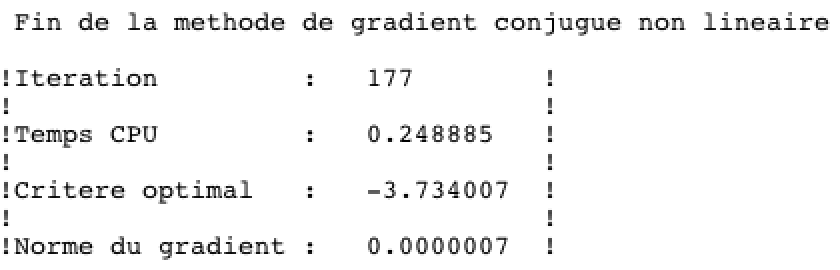 Fin de la methode de gradient conjugue non lineaire
!Iteration : 177 !
! !
!Temps CPU : 0.248885 !
! !
!Critere optimal : -3.734007 !
! !
!Norme du gradient : 0.0000007 !